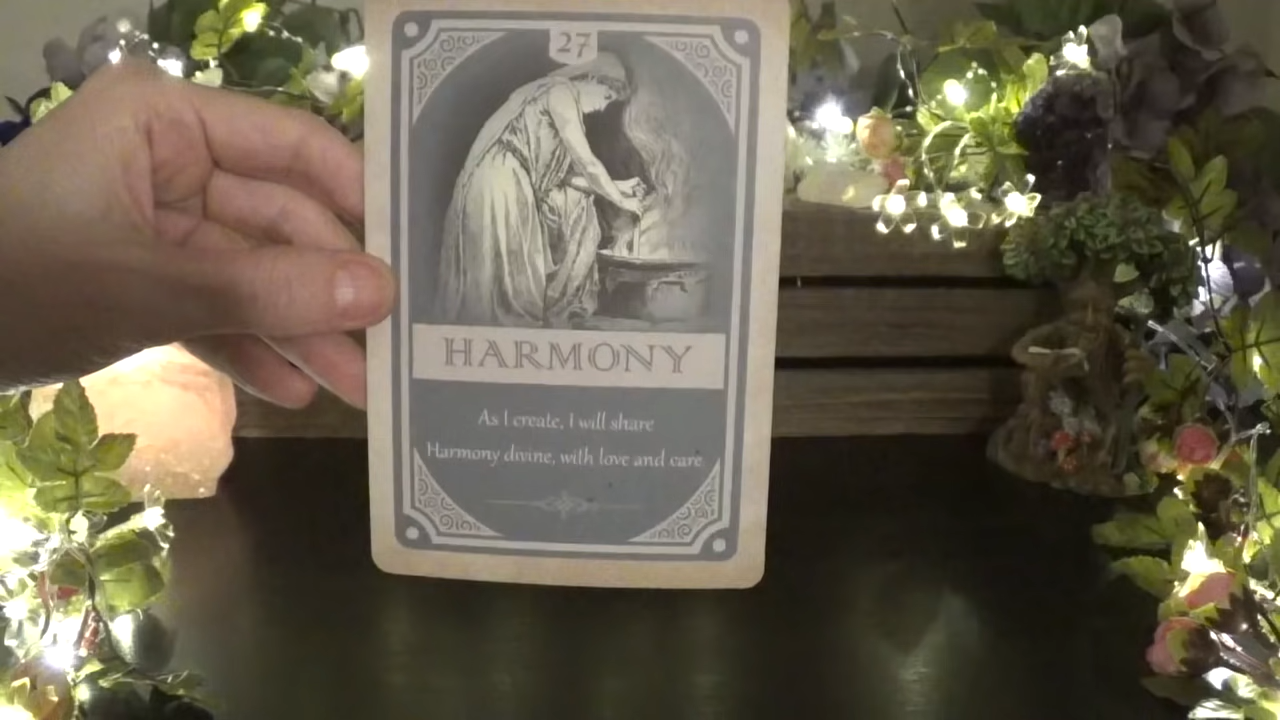 27
HARMONY
As I create, I will share
Harmony divine, with love and care